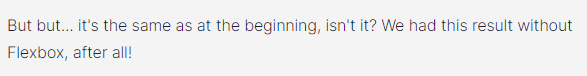 But but... it's the same as at the beginning, isn't it? We had this result without
Flexbox, after all!